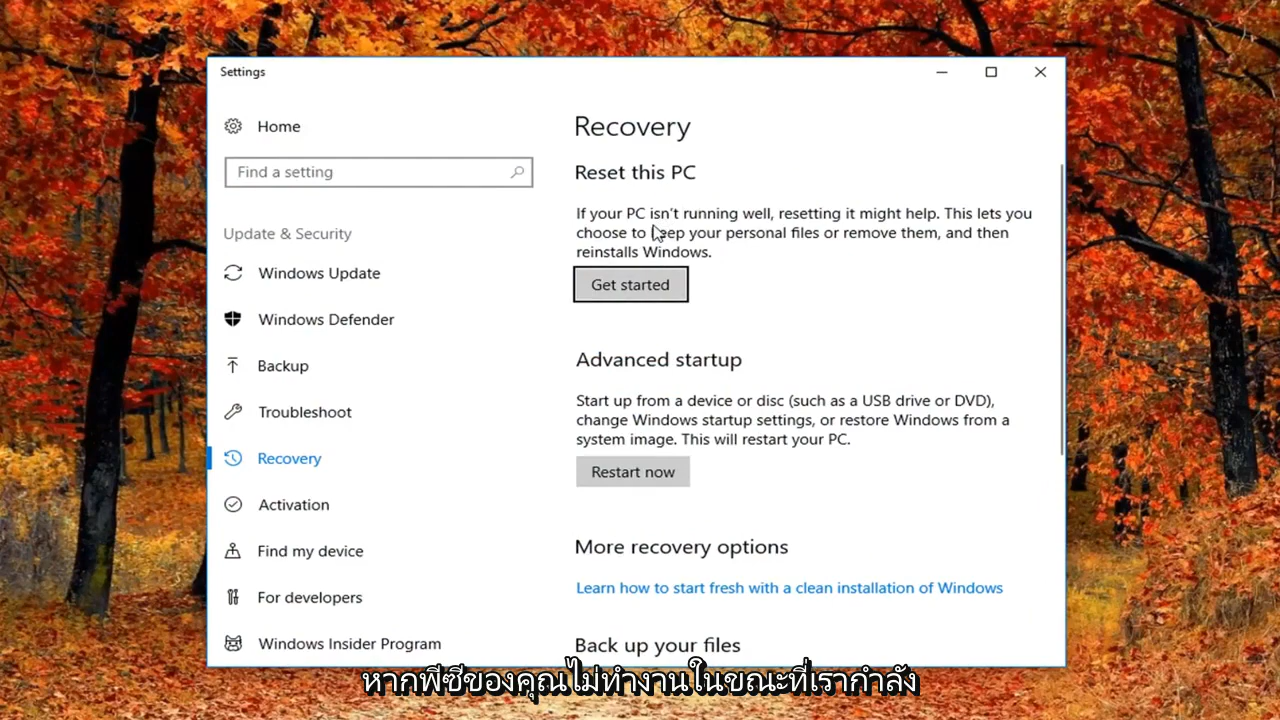 Settings
Home
Find a setting
Update & Security
Windows Update
Windows Defender
Backup
Troubleshoot
Recovery
Activation
Find my device
For developers
Windows Insider Program
Recovery
Reset this PC
If your PC isn't running well, resetting it might help. This lets you
choose to keep your personal files or remove them, and then
reinstalls Windows.
Get started
Advanced startup
Start up from a device or disc (such as a USB drive or DVD),
change Windows startup settings, or restore Windows from a
system image. This will restart your PC.
Restart now
More recovery options
Learn how to start fresh with a clean installation of Windows
Back up your files
หากพีซีของคุณไม่ทำงานในขณะที่เรากำลัง